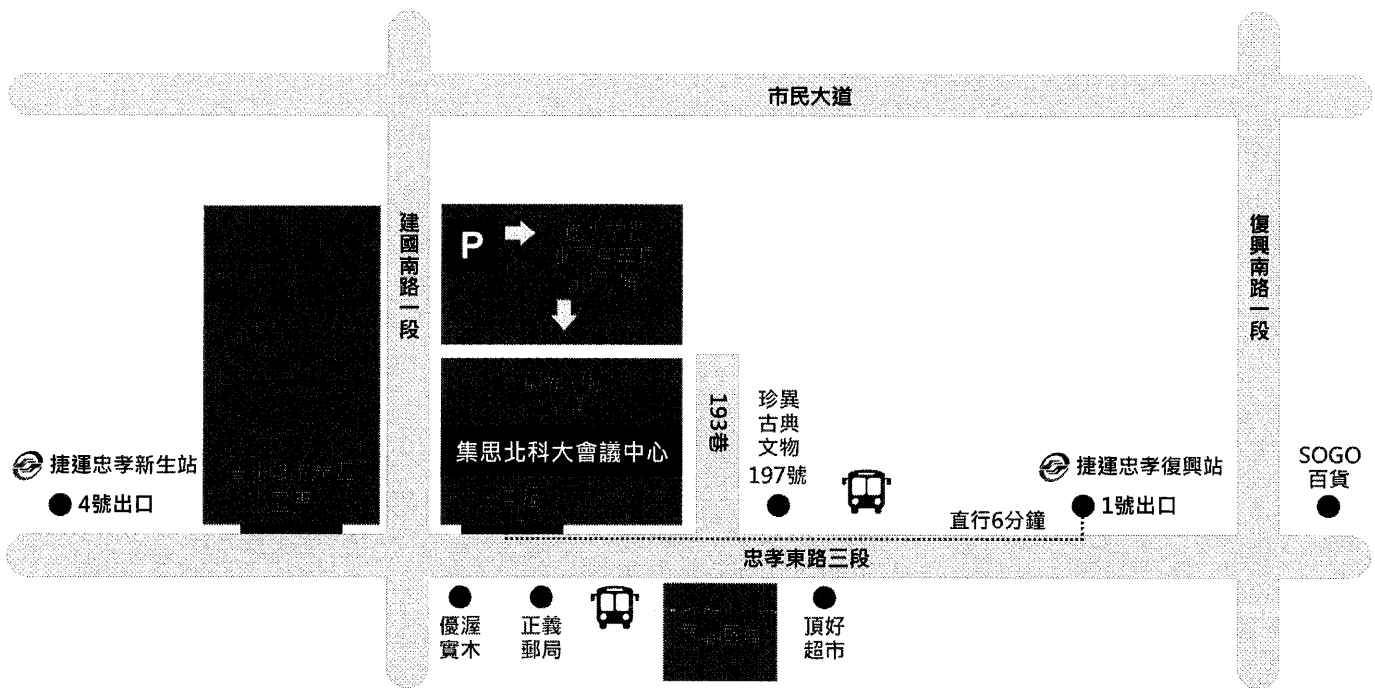 市民大道
建國南路一段
復興南路一段
P
集思北科大會議中心
193巷
珍異
古典
文物
197號
捷運忠孝新生站
4號出口
捷運忠孝復興站
1號出口
直行6分鐘
SOGO
百貨
忠孝東路三段
優渥
實木
正義
郵局
頂好
超市